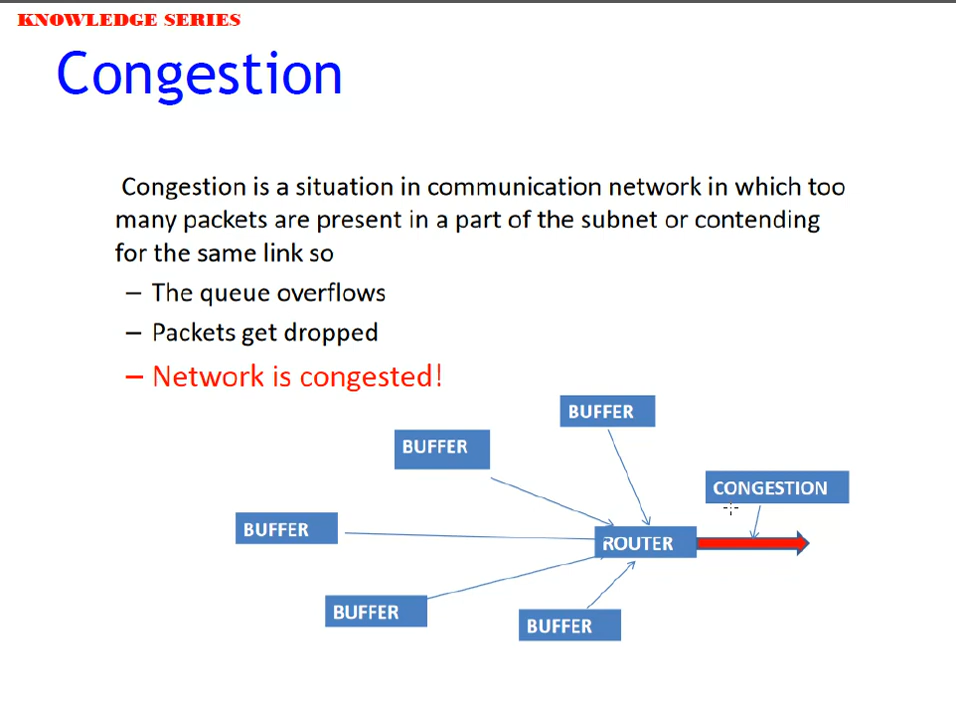 KNOWLEDGE SERIES
Congestion
Congestion is a situation in communication network in which too
many packets are present in a part of the subnet or contending
for the same link so
– The queue overflows
– Packets get dropped
– Network is congested!
BUFFER
BUFFER
CONGESTION
BUFFER
ROUTER
BUFFER
BUFFER